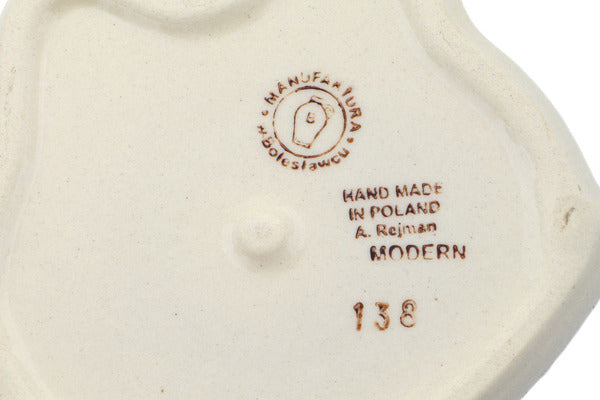 MANUFAKTURA
w Bolesławcu
B
HAND MADE
IN POLAND
A. Rejman
MODERN
138